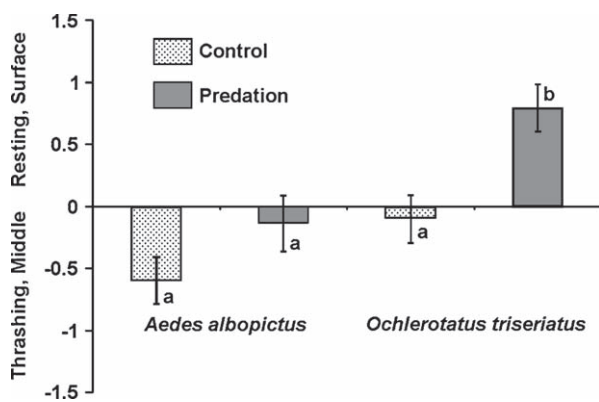 Thrashing, Middle Resting, Surface
1.5
1
0.5
0
-0.5
-1
-1.5
Control
Predation
a
a
a
b
Aedes albopictus
Ochlerotatus triseriatus